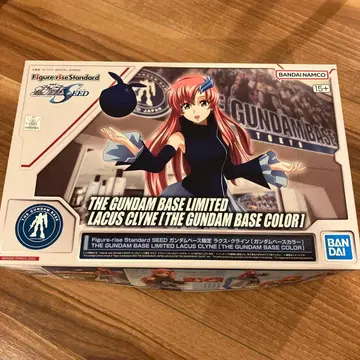 Figure-rise Standard
SEED
BANDAI NAMCO
15+
THE GUNDAM BASE
TOKYO
THE GUNDAM BASE LIMITED
LACUS CLYNE [THE GUNDAM BASE COLOR]
Figure-rise Standard SEED ガンダムベース限定 ラクス・クライン [ガンダムベースカラー]
THE GUNDAM BASE LIMITED LACUS CLYNE [THE GUNDAM BASE COLOR]
BAN
DAI